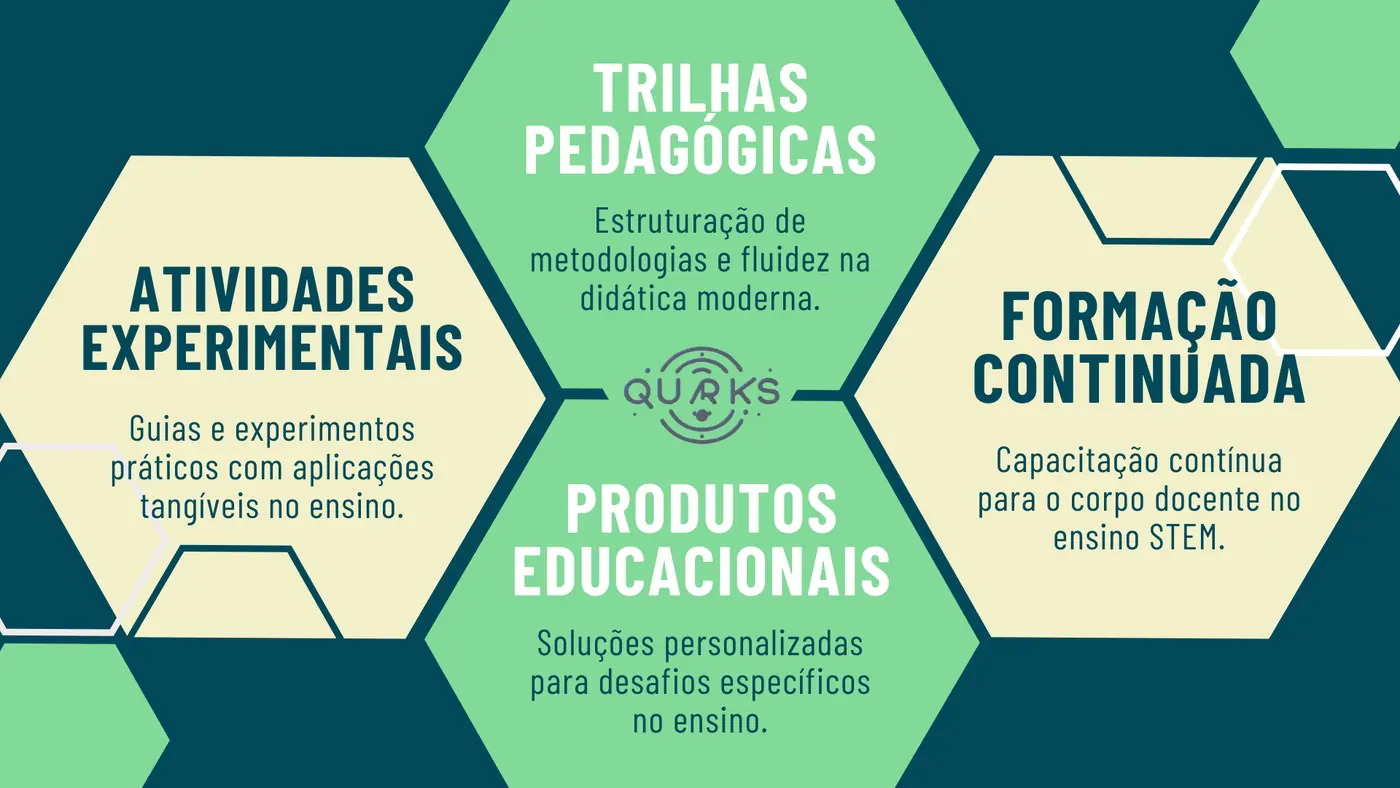 TRILHAS
PEDAGÓGICAS
Estruturação de
metodologias e fluidez na
didática moderna.
ATIVIDADES
EXPERIMENTAIS
Guias e experimentos
práticos com aplicações
tangíveis no ensino.
FORMAÇÃO
CONTINUADA
Capacitação contínua
para o corpo docente no
ensino STEM.
QUARKS
PRODUTOS
EDUCACIONAIS
Soluções personalizadas
para desafios específicos
no ensino.